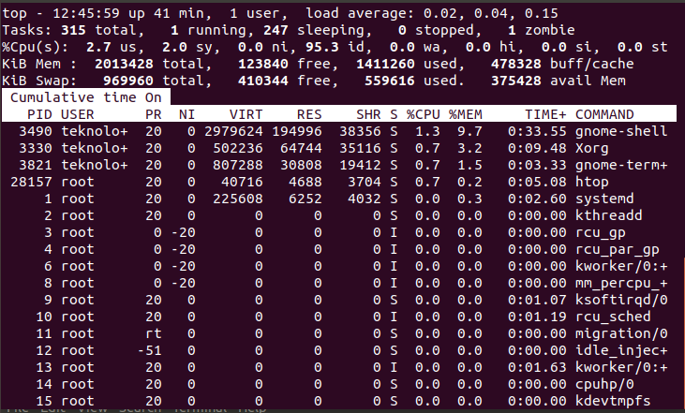 top - 12:45:59 up 41 min,  1 user,  load average: 0.02, 0.04, 0.15
Tasks: 315 total,   1 running, 247 sleeping,   0 stopped,   1 zombie
%Cpu(s):  2.7 us,  2.0 sy,  0.0 ni, 95.3 id,  0.0 wa,  0.0 hi,  0.0 si,  0.0 st
KiB Mem :  2013428 total,   123840 free,  1411260 used,   478328 buff/cache
KiB Swap:   969960 total,   410344 free,   559616 used.   375428 avail Mem
Cumulative time On
PID USER      PR  NI    VIRT    RES    SHR S %CPU %MEM     TIME+ COMMAND
3490 teknolo+  20   0 2979624 194996  38356 S  1.3  9.7   0:33.55 gnome-shell
3330 teknolo+  20   0  502236  64744  35116 S  0.7  3.2   0:09.48 Xorg
3821 teknolo+  20   0  807288  30808  19412 S  0.7  1.5   0:03.33 gnome-term+
28157 root      20   0   40716   4688   3704 S  0.7  0.2   0:05.08 htop
1 root      20   0  225608   6252   4032 S  0.0  0.3   0:02.60 systemd
2 root      20   0       0      0      0 S  0.0  0.0   0:00.00 kthreadd
3 root       0 -20       0      0      0 I  0.0  0.0   0:00.00 rcu_gp
4 root       0 -20       0      0      0 I  0.0  0.0   0:00.00 rcu_par_gp
6 root       0 -20       0      0      0 I  0.0  0.0   0:00.00 kworker/0:+
8 root       0 -20       0      0      0 I  0.0  0.0   0:00.00 mm_percpu_+
9 root      20   0       0      0      0 S  0.0  0.0   0:01.07 ksoftirqd/0
10 root      20   0       0      0      0 I  0.0  0.0   0:01.19 rcu_sched
11 root      rt   0       0      0      0 S  0.0  0.0   0:00.00 migration/0
12 root     -51   0       0      0      0 S  0.0  0.0   0:00.00 idle_injec+
13 root      20   0       0      0      0 I  0.0  0.0   0:01.63 kworker/0:+
14 root      20   0       0      0      0 S  0.0  0.0   0:00.00 cpuhp/0
15 root      20   0       0      0      0 S  0.0  0.0   0:00.00 kdevtmpfs
File Edit View Search Terminal Help